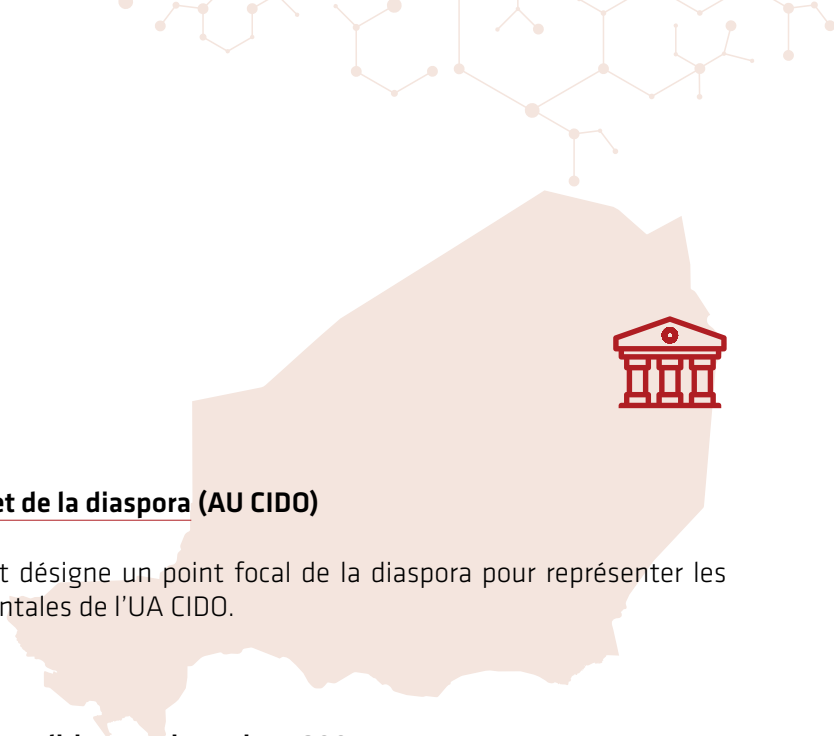 et de la diaspora (AU CIDO)
t désigne un point focal de la diaspora pour représenter les
ntales de l’UA CIDO.